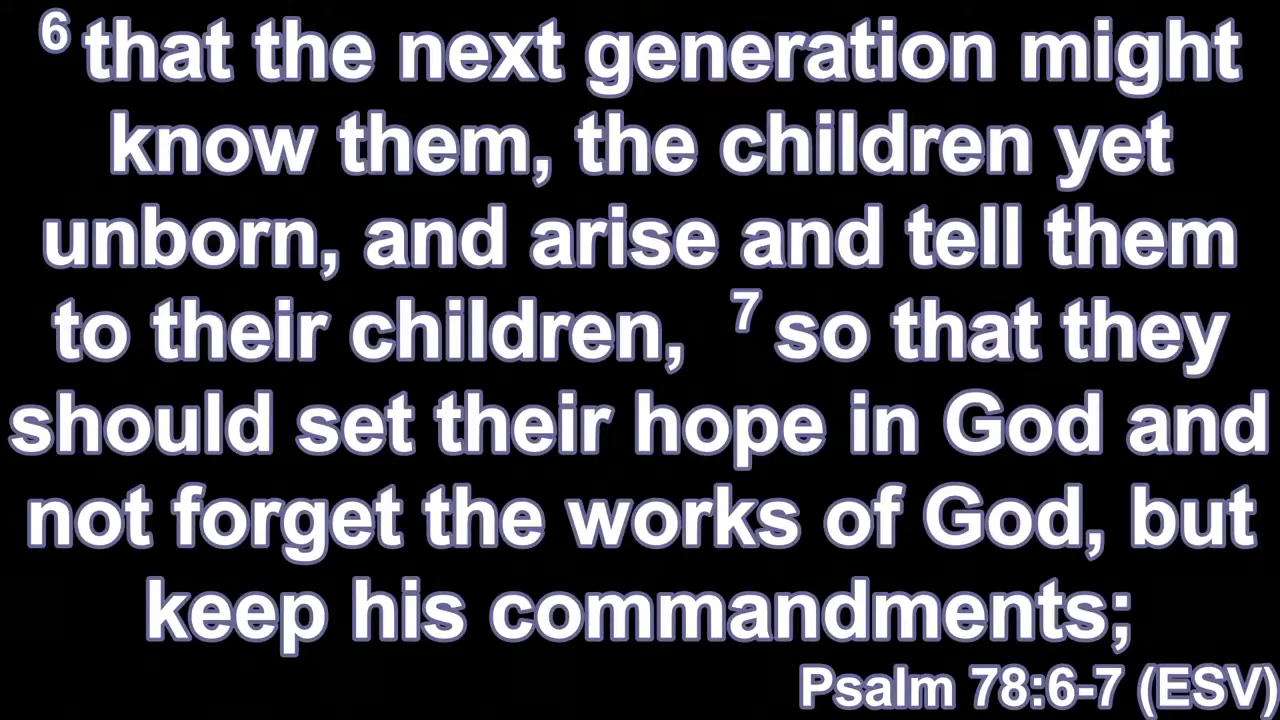 6 that the next generation might
know them, the children yet
unborn, and arise and tell them
to their children, 7 so that they
should set their hope in God and
not forget the works of God, but
keep his commandments;
Psalm 78:6-7 (ESV)